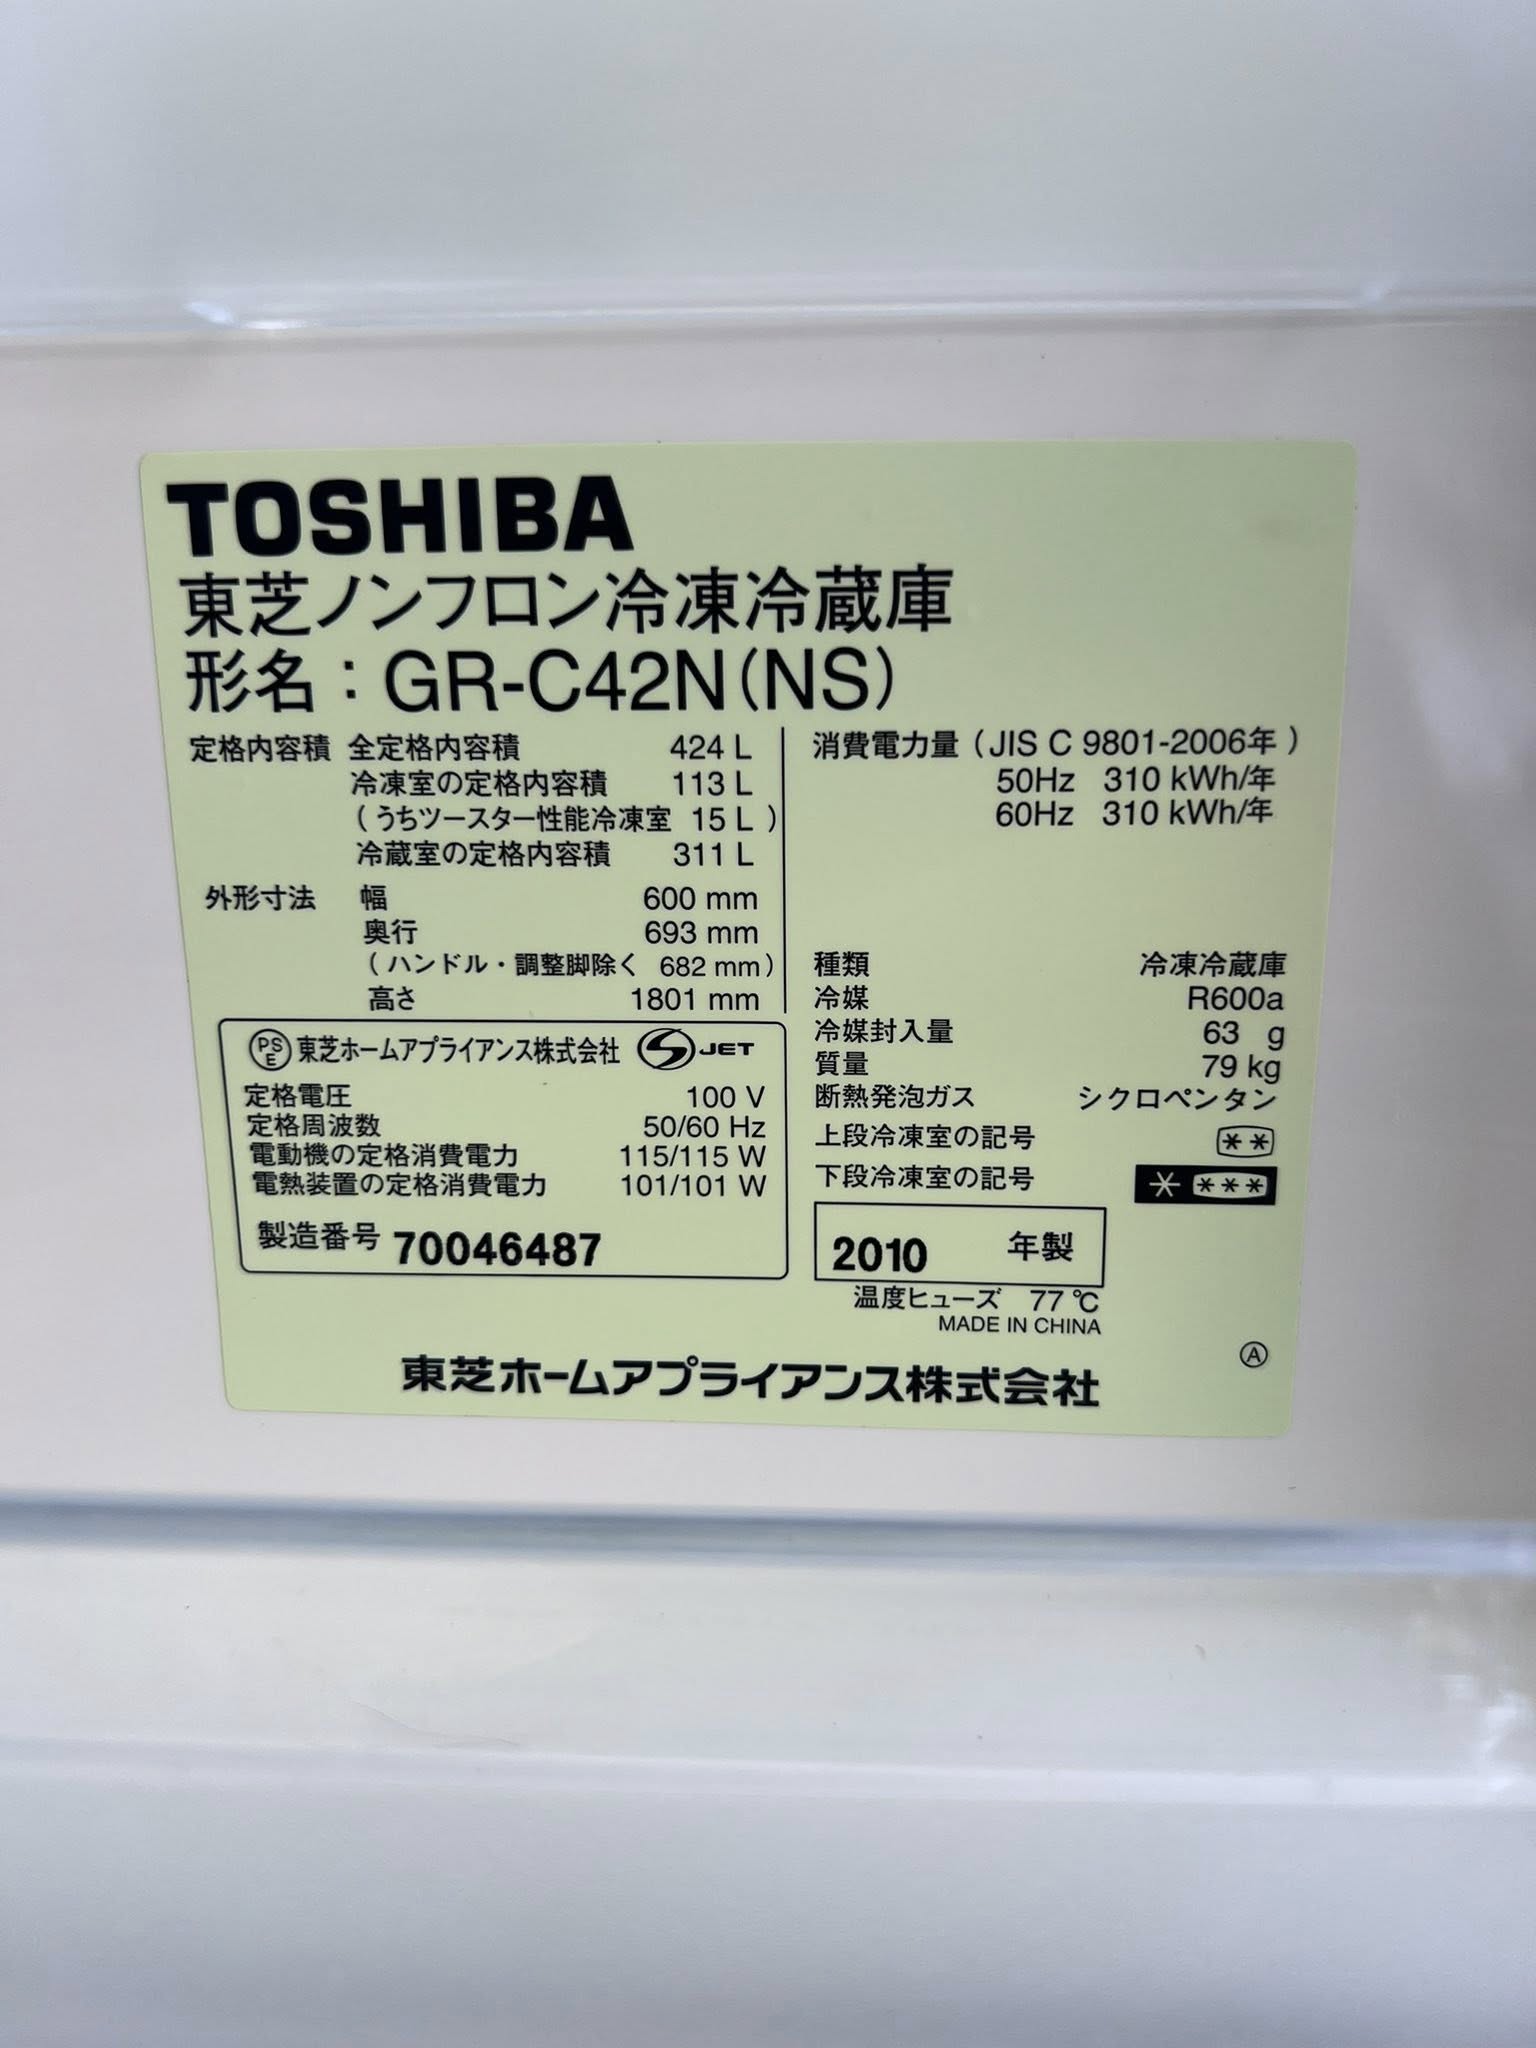 TOSHIBA
東芝ノンフロン冷凍冷蔵庫
形名：GR-C42N(NS)
定格内容積 全定格内容積 424 L
冷凍室の定格内容積 113 L
(うちツースター性能冷凍室 15 L)
冷蔵室の定格内容積 311 L
外形寸法 幅 600 mm
奥行 693 mm
(ハンドル・調整脚除く 682 mm)
高さ 1801 mm
消費電力量 (JIS C 9801-2006年)
50Hz 310 kWh/年
60Hz 310 kWh/年
種類 冷凍冷蔵庫
冷媒 R600a
冷媒封入量 63 g
質量 79 kg
断熱発泡ガス シクロペンタン
上段冷凍室の記号 **
下段冷凍室の記号 * ***
PSE 東芝ホームアプライアンス株式会社 S JET
定格電圧 100 V
定格周波数 50/60 Hz
電動機の定格消費電力 115/115 W
電熱装置の定格消費電力 101/101 W
製造番号 70046487
2010 年製
温度ヒューズ 77 ℃
MADE IN CHINA
Ⓐ
東芝ホームアプライアンス株式会社